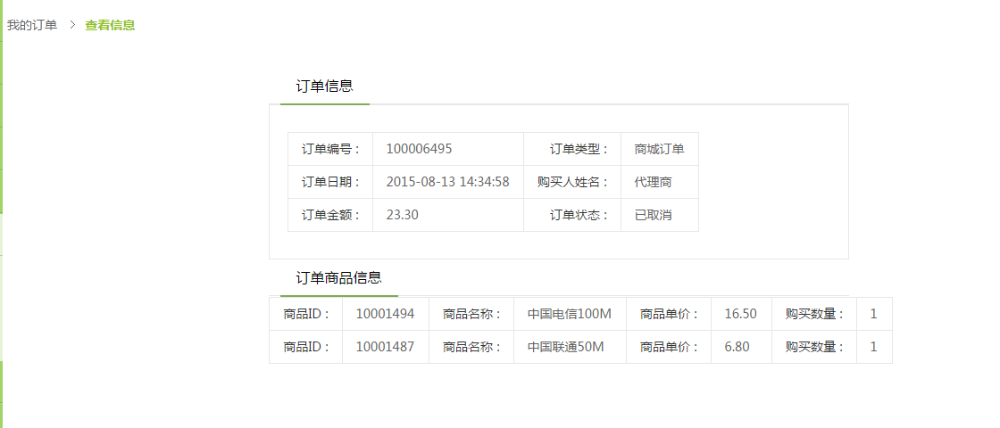 我的订单 > 查看信息
订单信息
订单编号： 100006495 订单类型： 商城订单
订单日期： 2015-08-13 14:34:58 购买人姓名： 代理商
订单金额： 23.30 订单状态： 已取消
订单商品信息
商品ID： 10001494 商品名称： 中国电信100M 商品单价： 16.50 购买数量： 1
商品ID： 10001487 商品名称： 中国联通50M 商品单价： 6.80 购买数量： 1